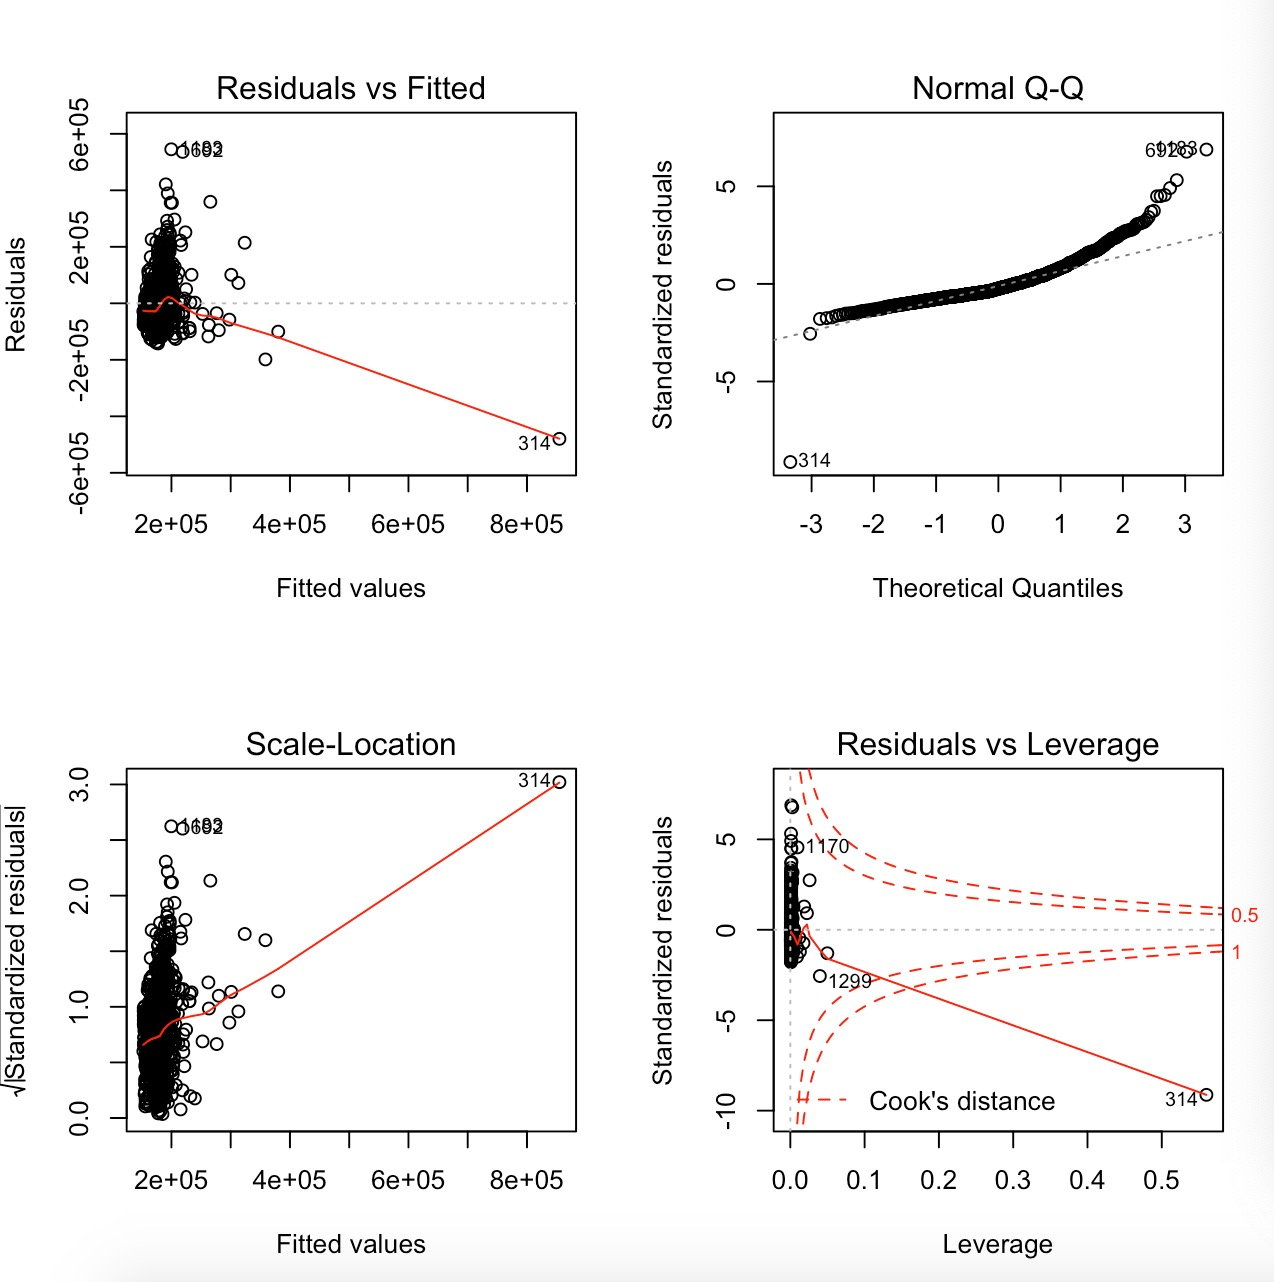 Residuals vs Fitted
Residuals
-6e+05 -2e+05 2e+05 6e+05
314
2e+05 4e+05 6e+05 8e+05
Fitted values
Normal Q-Q
Standardized residuals
-5 0 5
314
-3 -2 -1 0 1 2 3
Theoretical Quantiles
Scale-Location
√|Standardized residuals|
0.0 1.0 2.0 3.0
314
2e+05 4e+05 6e+05 8e+05
Fitted values
Residuals vs Leverage
Standardized residuals
-10 -5 0 5
1170
0.5
1
1299
Cook's distance
314
0.0 0.1 0.2 0.3 0.4 0.5
Leverage